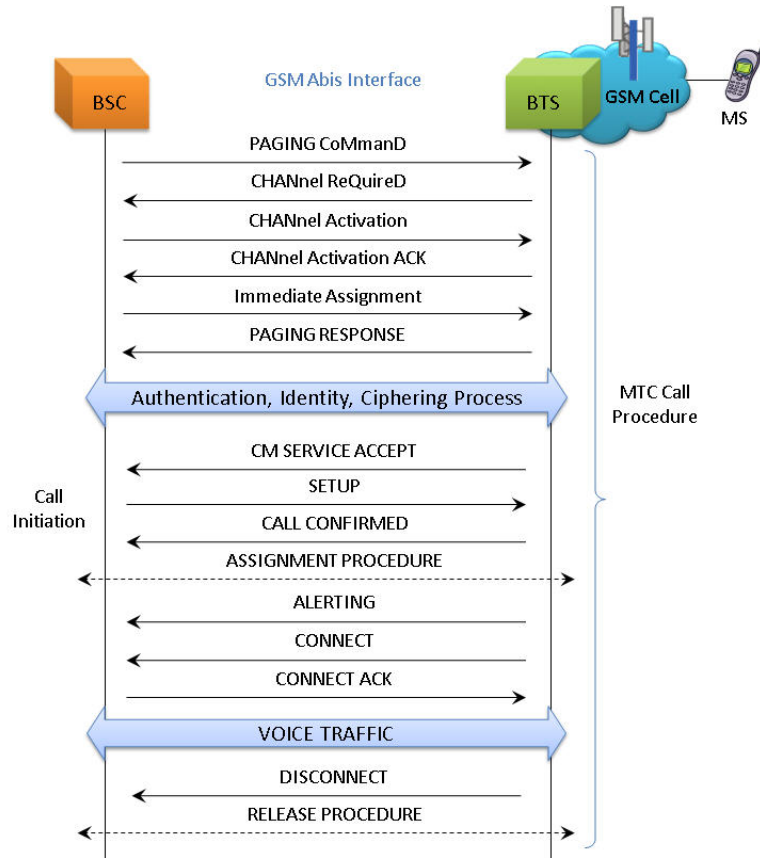 GSM Abis Interface
BSC
BTS
GSM Cell
MS
PAGING CoMmanD
CHANnel ReQuireD
CHANnel Activation
CHANnel Activation ACK
Immediate Assignment
PAGING RESPONSE
Authentication, Identity, Ciphering Process
MTC Call
Procedure
CM SERVICE ACCEPT
SETUP
Call
Initiation
CALL CONFIRMED
ASSIGNMENT PROCEDURE
ALERTING
CONNECT
CONNECT ACK
VOICE TRAFFIC
DISCONNECT
RELEASE PROCEDURE